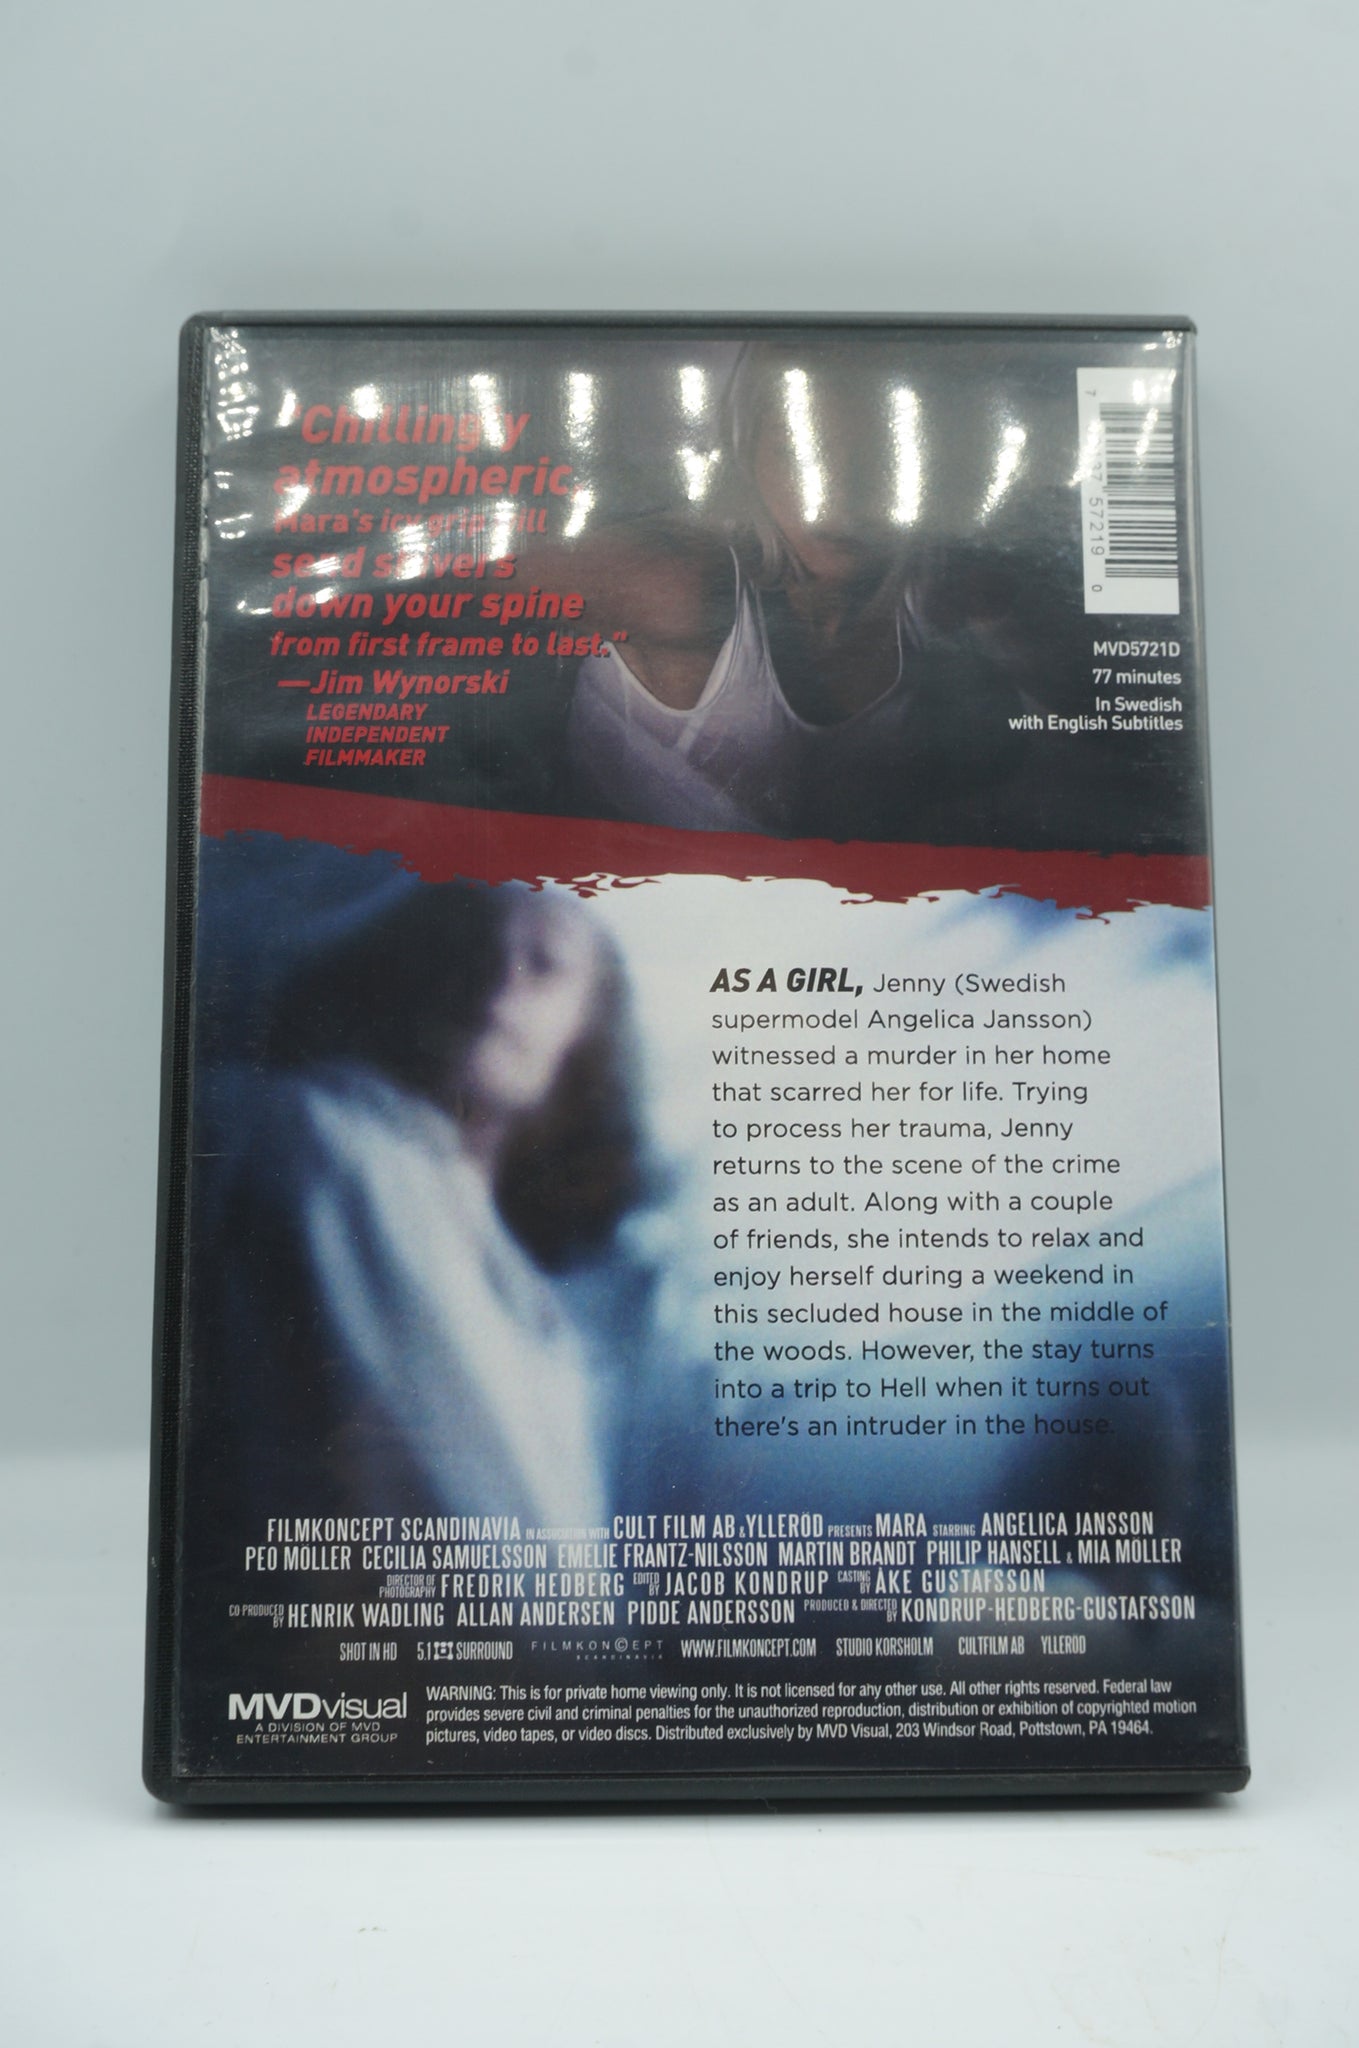 "Chillingly
atmospheric.
Mara's icy grip will
send shivers
down your spine
from first frame to last."
—Jim Wynorski
LEGENDARY
INDEPENDENT
FILMMAKER
57219 0
MVD5721D
77 minutes
In Swedish
with English Subtitles
AS A GIRL, Jenny (Swedish
supermodel Angelica Jansson)
witnessed a murder in her home
that scarred her for life. Trying
to process her trauma, Jenny
returns to the scene of the crime
as an adult. Along with a couple
of friends, she intends to relax and
enjoy herself during a weekend in
this secluded house in the middle of
the woods. However, the stay turns
into a trip to Hell when it turns out
there's an intruder in the house.
FILMKONCEPT SCANDINAVIA IN ASSOCIATION WITH CULT FILM AB & YLLERÖD PRESENTS MARA STARRING ANGELICA JANSSON
PEO MÖLLER CECILIA SAMUELSSON EMELIE FRANTZ-NILSSON MARTIN BRANDT PHILIP HANSELL & MIA MÖLLER
DIRECTOR OF PHOTOGRAPHY FREDRIK HEDBERG EDITED BY JACOB KONDRUP CASTING BY ÅKE GUSTAFSSON
CO-PRODUCED BY HENRIK WADLING ALLAN ANDERSEN PIDDE ANDERSSON PRODUCED & DIRECTED BY KONDRUP-HEDBERG-GUSTAFSSON
SHOT IN HD 5.1 SURROUND FILMKONCEPT SCANDINAVIA WWW.FILMKONCEPT.COM STUDIO KORSHOLM CULTFILM AB YLLERÖD
MVDvisual
A DIVISION OF MVD
ENTERTAINMENT GROUP
WARNING: This is for private home viewing only. It is not licensed for any other use. All other rights reserved. Federal law
provides severe civil and criminal penalties for the unauthorized reproduction, distribution or exhibition of copyrighted motion
pictures, video tapes, or video discs. Distributed exclusively by MVD Visual, 203 Windsor Road, Pottstown, PA 19464.